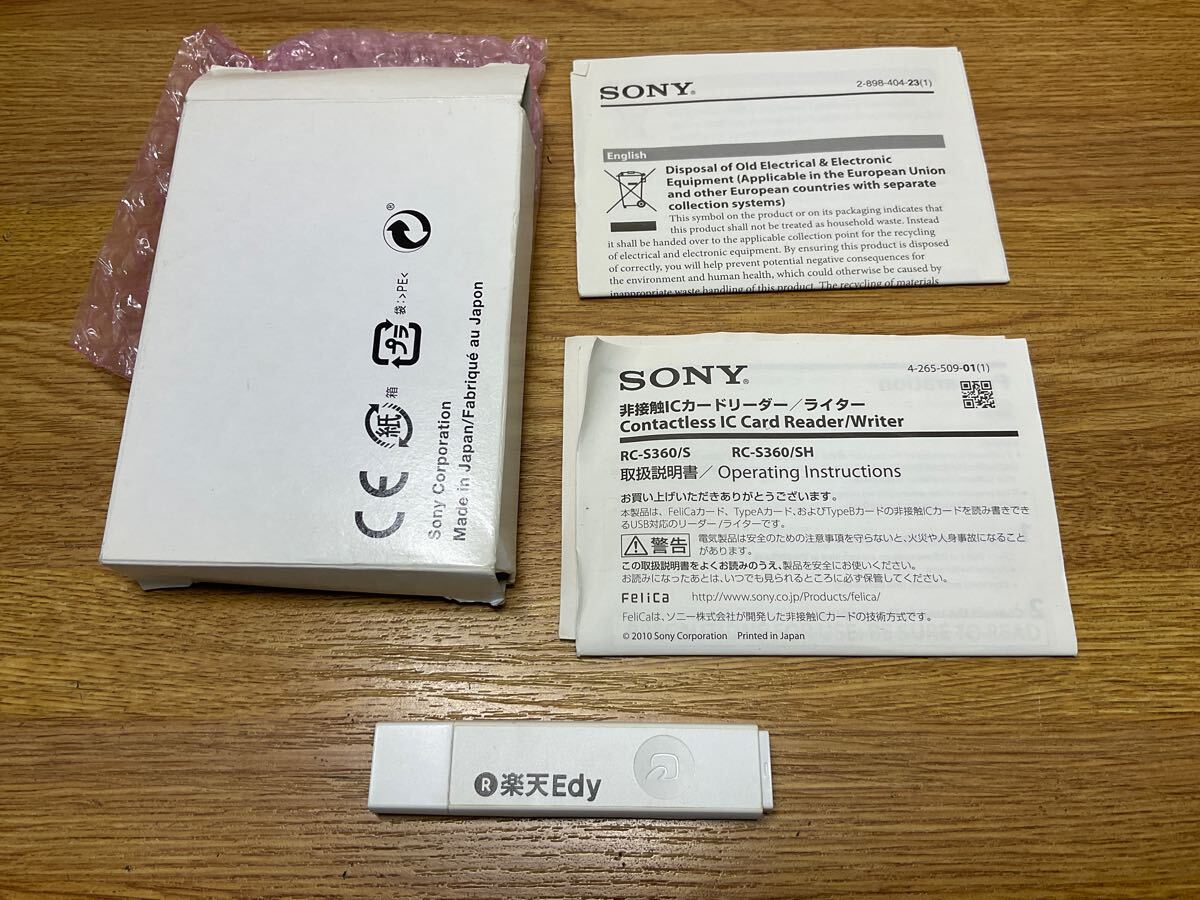 SONY®
2-898-404-23(1)
English
Disposal of Old Electrical & Electronic
Equipment (Applicable in the European Union
and other European countries with separate
collection systems)
This symbol on the product or on its packaging indicates that
this product shall not be treated as household waste. Instead
it shall be handed over to the applicable collection point for the recycling
of electrical and electronic equipment. By ensuring this product is disposed
of correctly, you will help prevent potential negative consequences for
the environment and human health, which could otherwise be caused by
inappropriate waste handling of this product. The recycling of materials
®
袋:>PE<
プラ
箱
紙
CE
Sony Corporation
Made in Japan/Fabriqué au Japon
SONY®
4-265-509-01(1)
非接触ICカードリーダー/ライター
Contactless IC Card Reader/Writer
RC-S360/S RC-S360/SH
取扱説明書/ Operating Instructions
お買い上げいただきありがとうございます。
本製品は、FeliCaカード、TypeAカード、およびTypeBカードの非接触ICカードを読み書きでき
るUSB対応のリーダー/ライターです。
警告
電気製品は安全のための注意事項を守らないと、火災や人身事故になること
があります。
この取扱説明書をよくお読みのうえ、製品を安全にお使いください。
お読みになったあとは、いつでも見られるところに必ず保管してください。
FeliCa http://www.sony.co.jp/Products/felica/
FeliCaは、ソニー株式会社が開発した非接触ICカードの技術方式です。
© 2010 Sony Corporation Printed in Japan
R楽天Edy